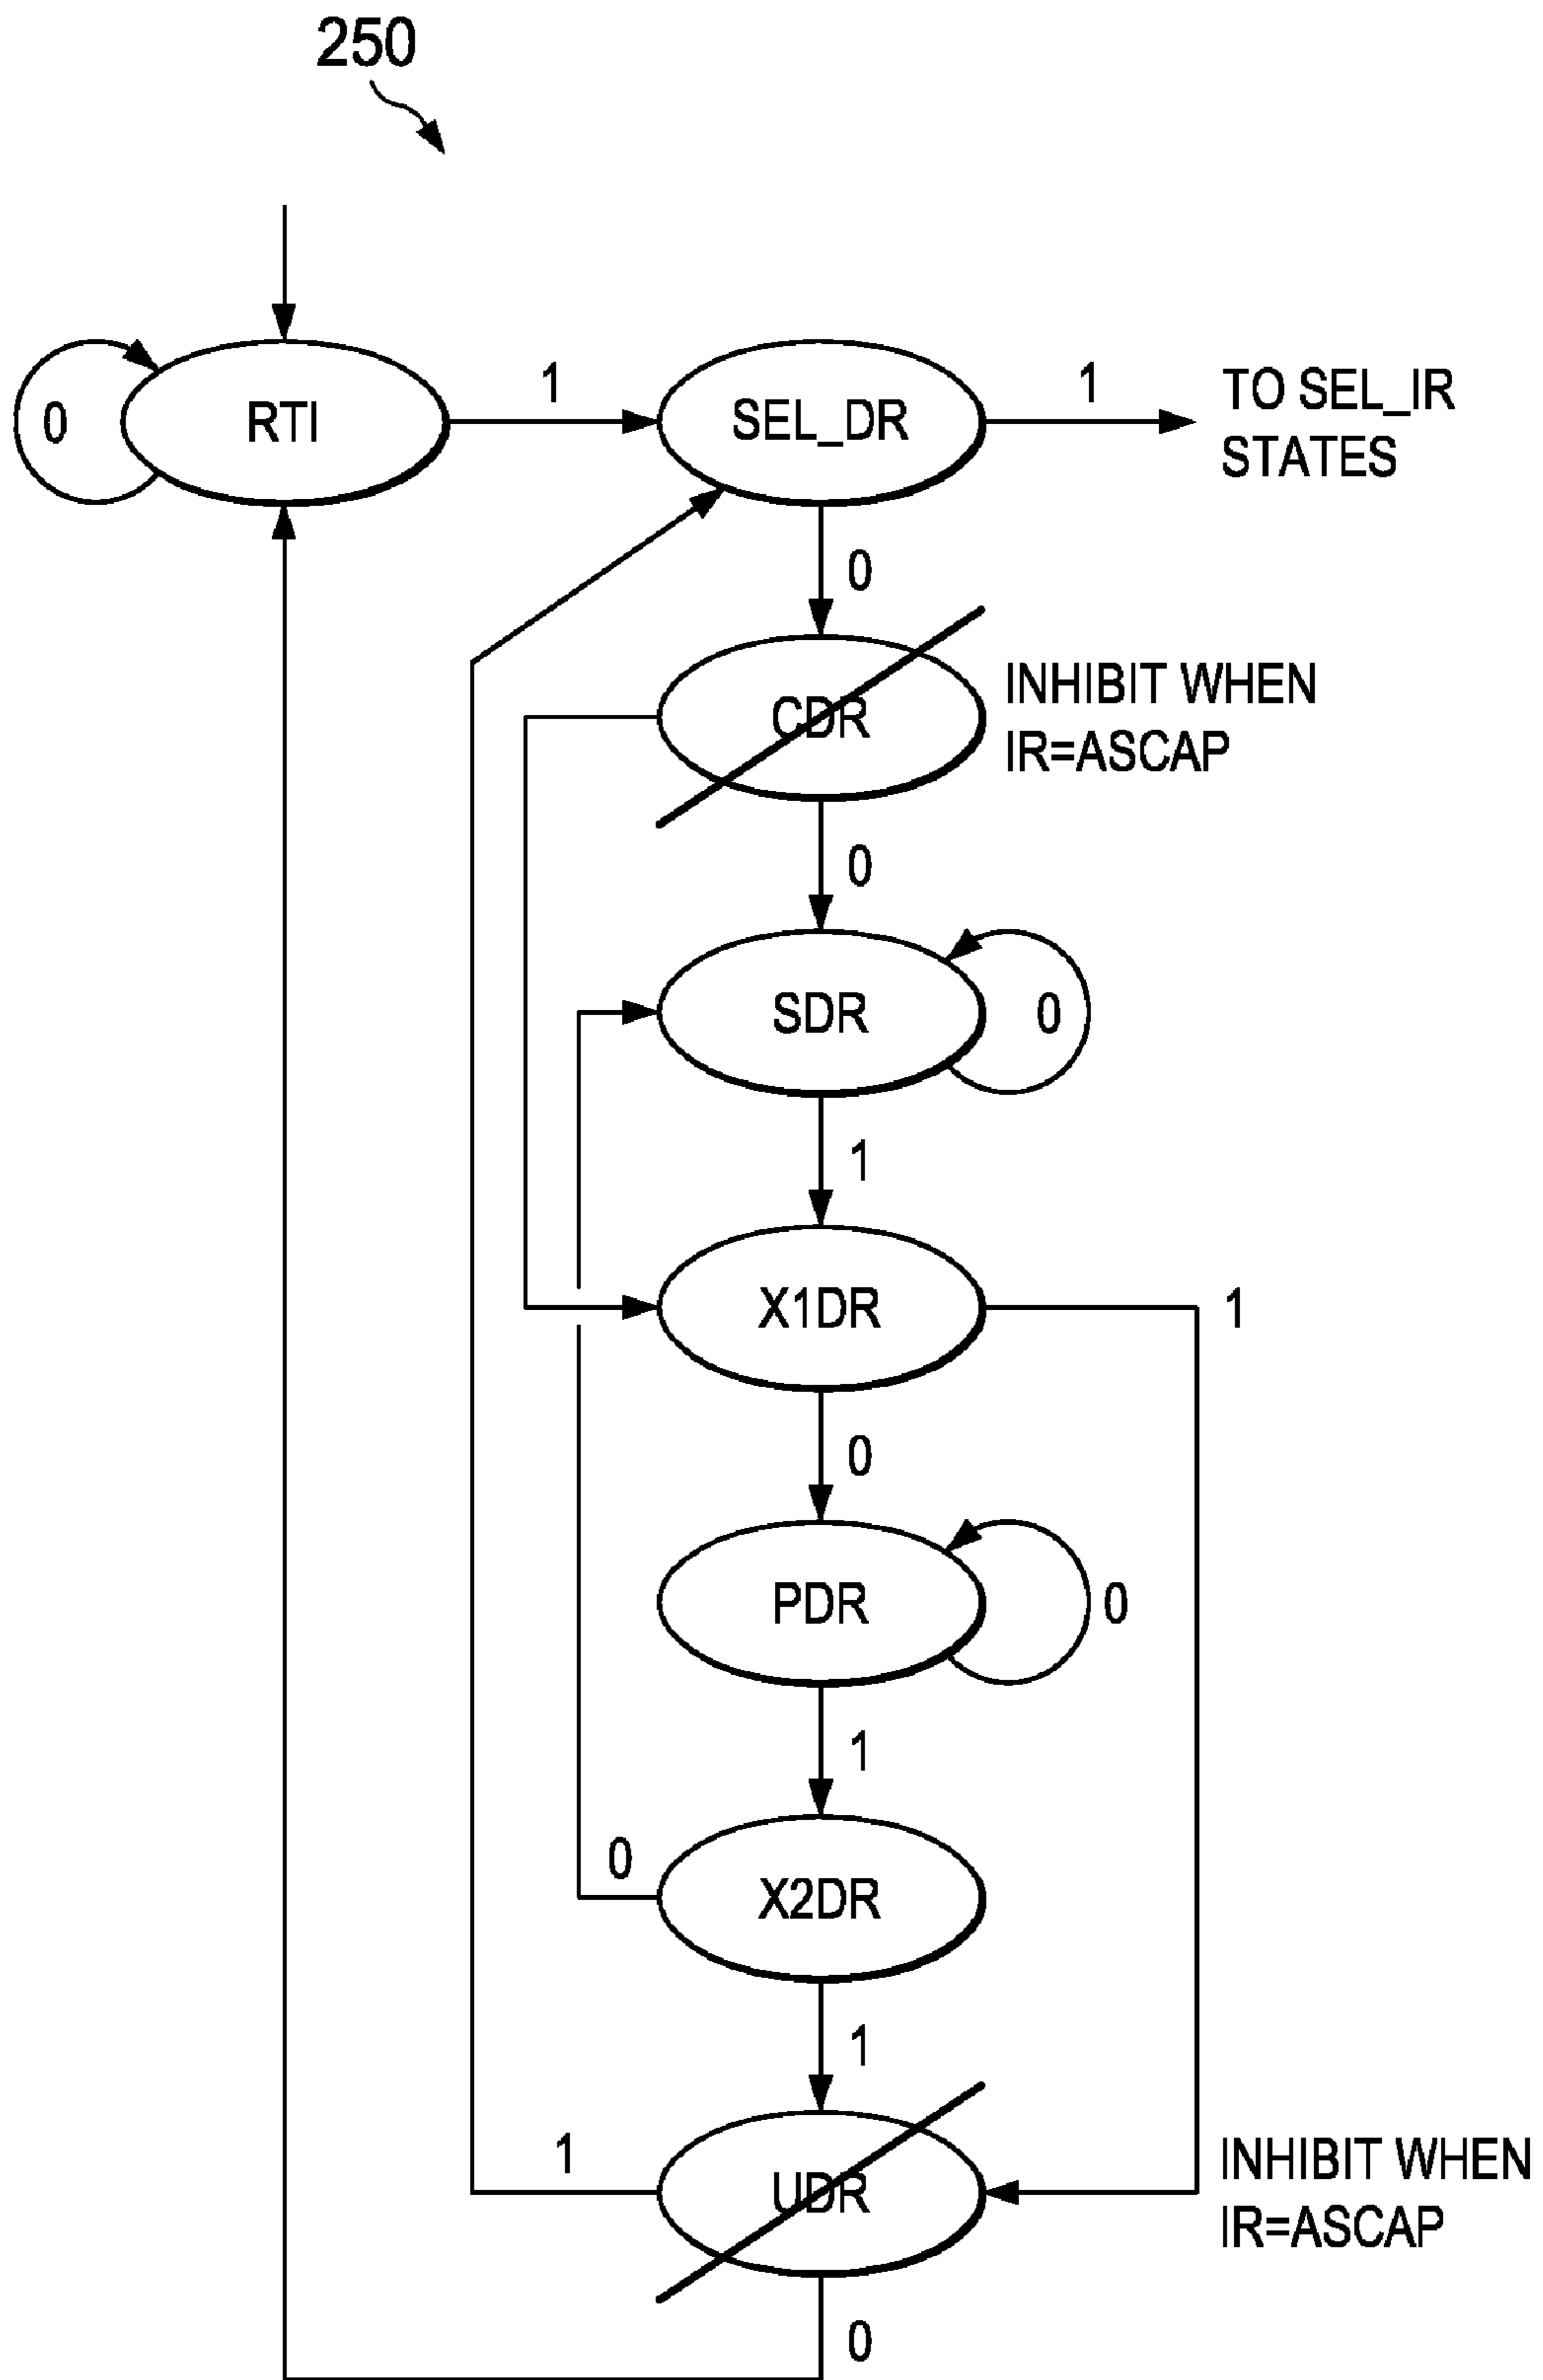 250
0
RTI
1
SEL_DR
1
TO SEL_IR
STATES
0
CDR
INHIBIT WHEN
IR=ASCAP
0
SDR
0
1
X1DR
1
0
PDR
0
1
0
X2DR
1
1
UDR
INHIBIT WHEN
IR=ASCAP
0